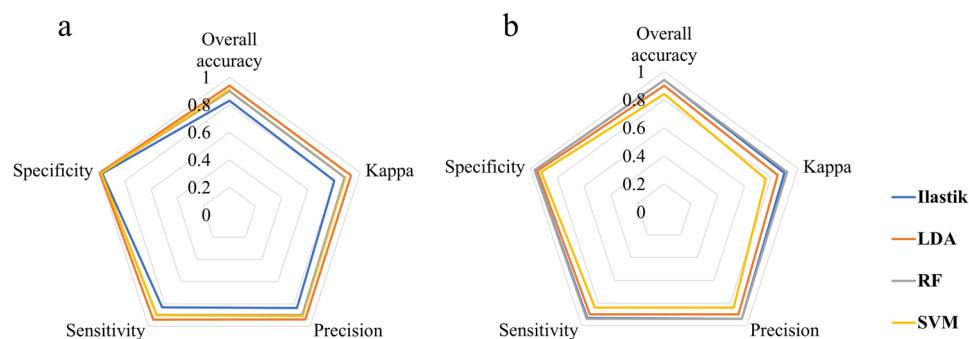 a
Overall
accuracy
1
0.8
0.6
0.4
0.2
0
Specificity
Kappa
Sensitivity
Precision
b
Overall
accuracy
1
0.8
0.6
0.4
0.2
0
Specificity
Kappa
Sensitivity
Precision
Ilastik
LDA
RF
SVM